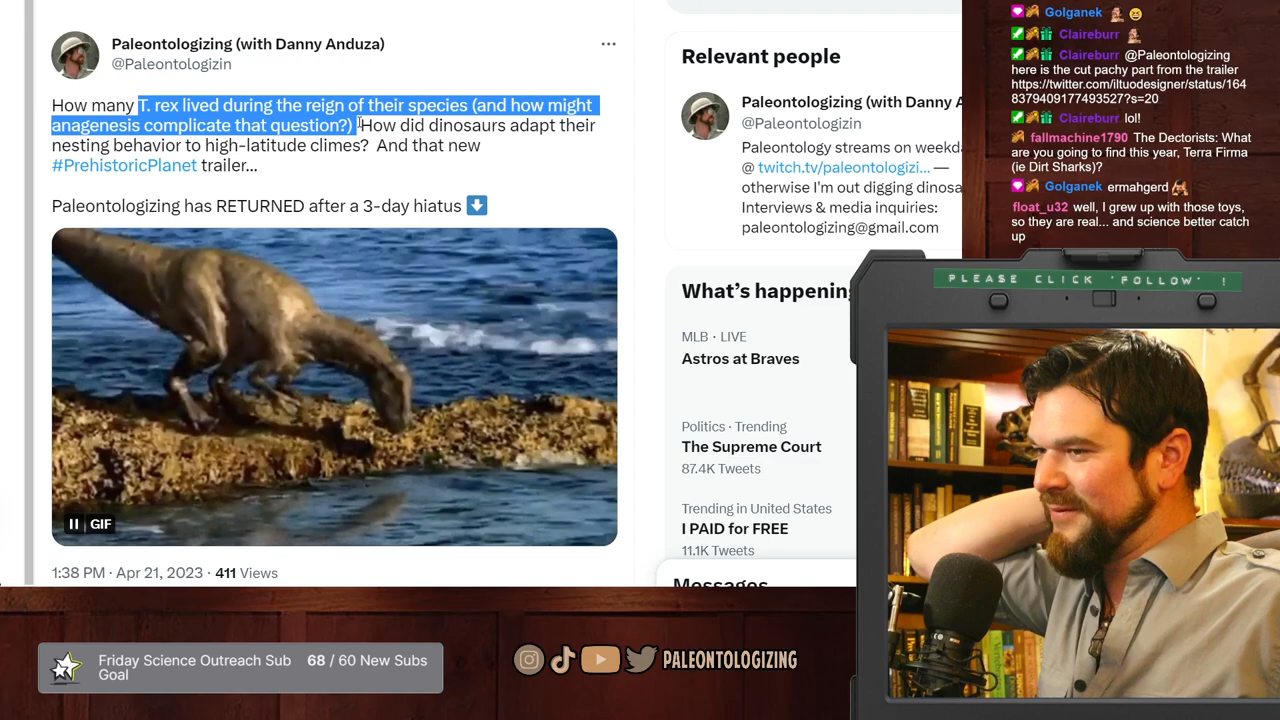 Paleontologizing (with Danny Anduza)
@Paleontologizin
How many T. rex lived during the reign of their species (and how might
anagenesis complicate that question?) How did dinosaurs adapt their
nesting behavior to high-latitude climes? And that new
#PrehistoricPlanet trailer...
Paleontologizing has RETURNED after a 3-day hiatus
GIF
1:38 PM · Apr 21, 2023 · 411 Views
Relevant people
Paleontologizing (with Danny A
@Paleontologizin
Paleontology streams on weekda
@ twitch.tv/paleontologizi... —
otherwise I'm out digging dinosa
Interviews & media inquiries:
paleontologizing@gmail.com
What's happening
MLB · LIVE
Astros at Braves
Politics · Trending
The Supreme Court
87.4K Tweets
Trending in United States
I PAID for FREE
11.1K Tweets
Messages
Golganek
Claireburr
Claireburr @Paleontologizing
here is the cut pachy part from the trailer
https://twitter.com/iltuodesigner/status/164
8379409177493527?s=20
Claireburr lol!
fallmachine1790 The Dectorists: What
are you going to find this year, Terra Firma
(ie Dirt Sharks)?
Golganek ermahgerd
float_u32 well, I grew up with those toys,
so they are real... and science better catch
up
PLEASE CLICK 'FOLLOW' !
Friday Science Outreach Sub
Goal
68 / 60 New Subs
PALEONTOLOGIZING